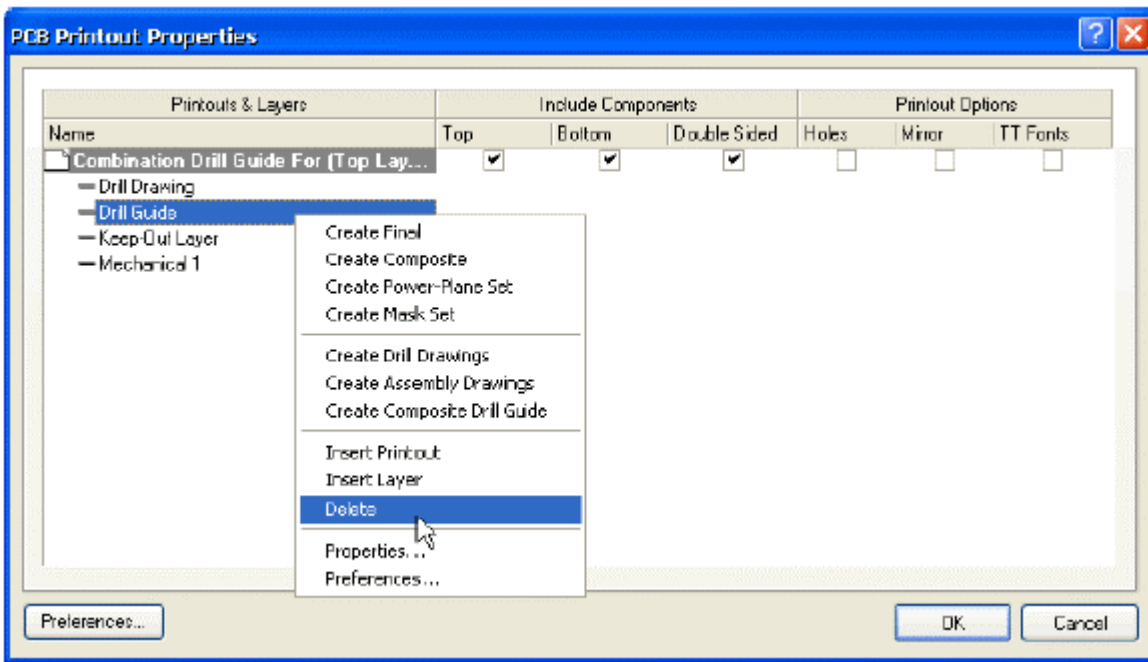 PCB Printout Properties
Printouts & Layers Include Components Printout Options
Name Top Bottom Double Sided Holes Mirror TT Fonts
Combination Drill Guide For (Top Lay...
Drill Drawing
Drill Guide
Keep-Out Layer
Mechanical 1
Create Final
Create Composite
Create Power-Plane Set
Create Mask Set
Create Drill Drawings
Create Assembly Drawings
Create Composite Drill Guide
Insert Printout
Insert Layer
Delete
Properties...
Preferences...
Preferences... OK Cancel